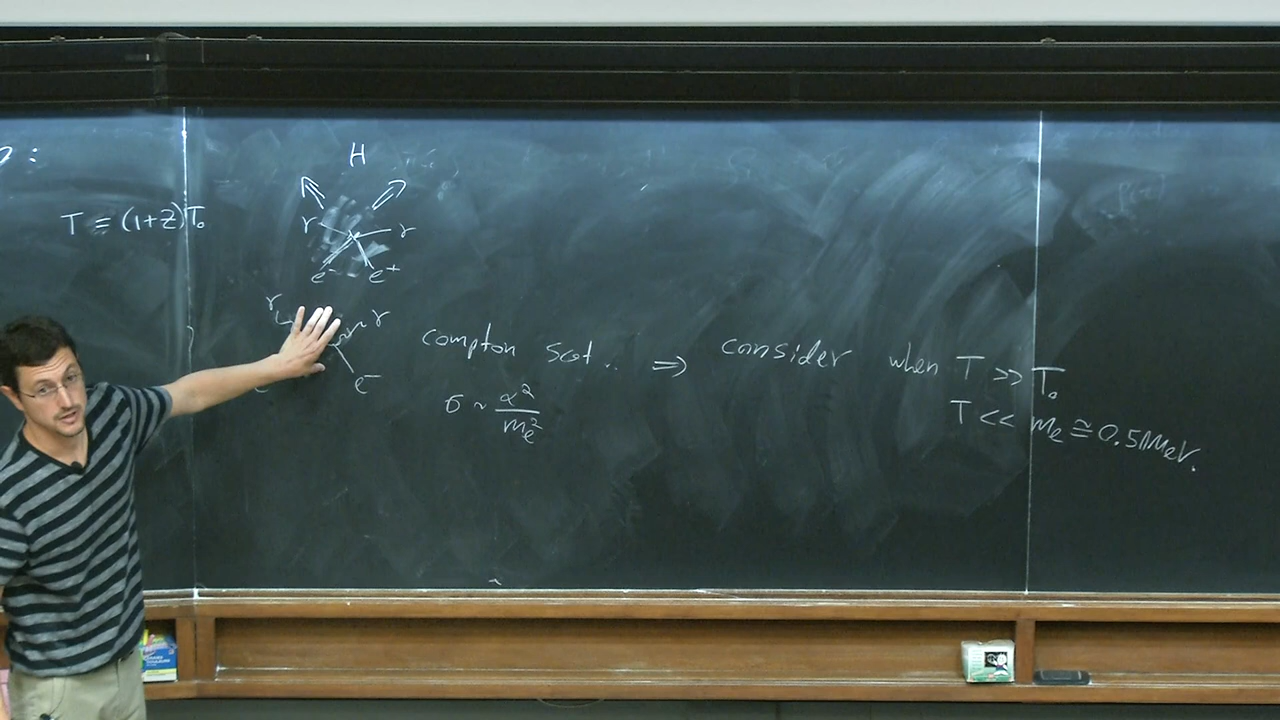 H
T = (1+z)T₀
γ γ
e⁻ e⁺
γ γ
e⁻
compton scat.. ⇒ consider when T >> T₀
σ ~ α²/mₑ²
T << mₑ ≅ 0.51MeV.